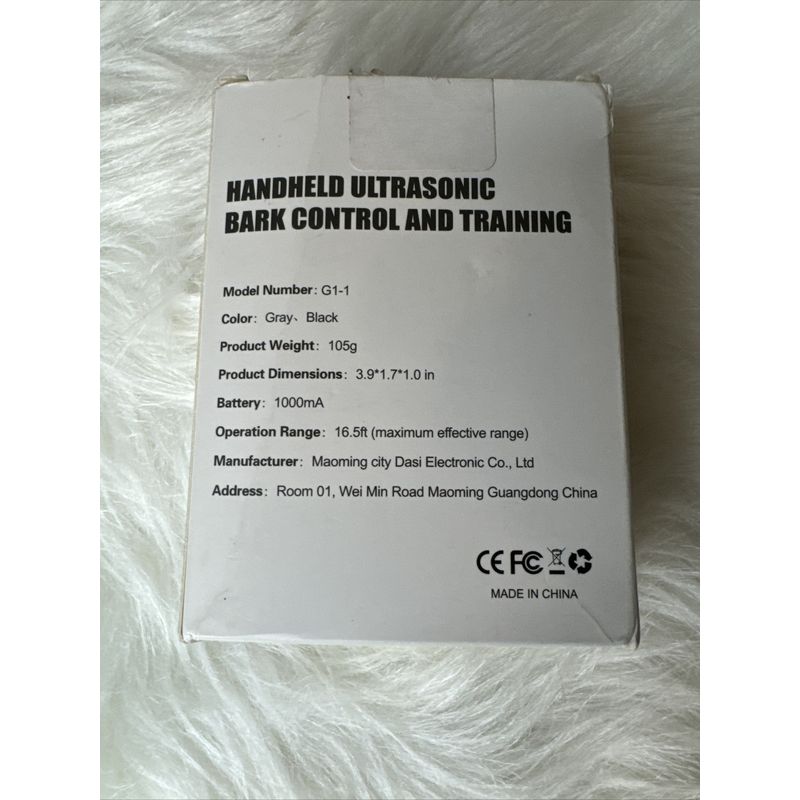 HANDHELD ULTRASONIC
BARK CONTROL AND TRAINING
Model Number: G1-1
Color: Gray、Black
Product Weight: 105g
Product Dimensions: 3.9*1.7*1.0 in
Battery: 1000mA
Operation Range: 16.5ft (maximum effective range)
Manufacturer: Maoming city Dasi Electronic Co., Ltd
Address: Room 01, Wei Min Road Maoming Guangdong China
CE FC
MADE IN CHINA